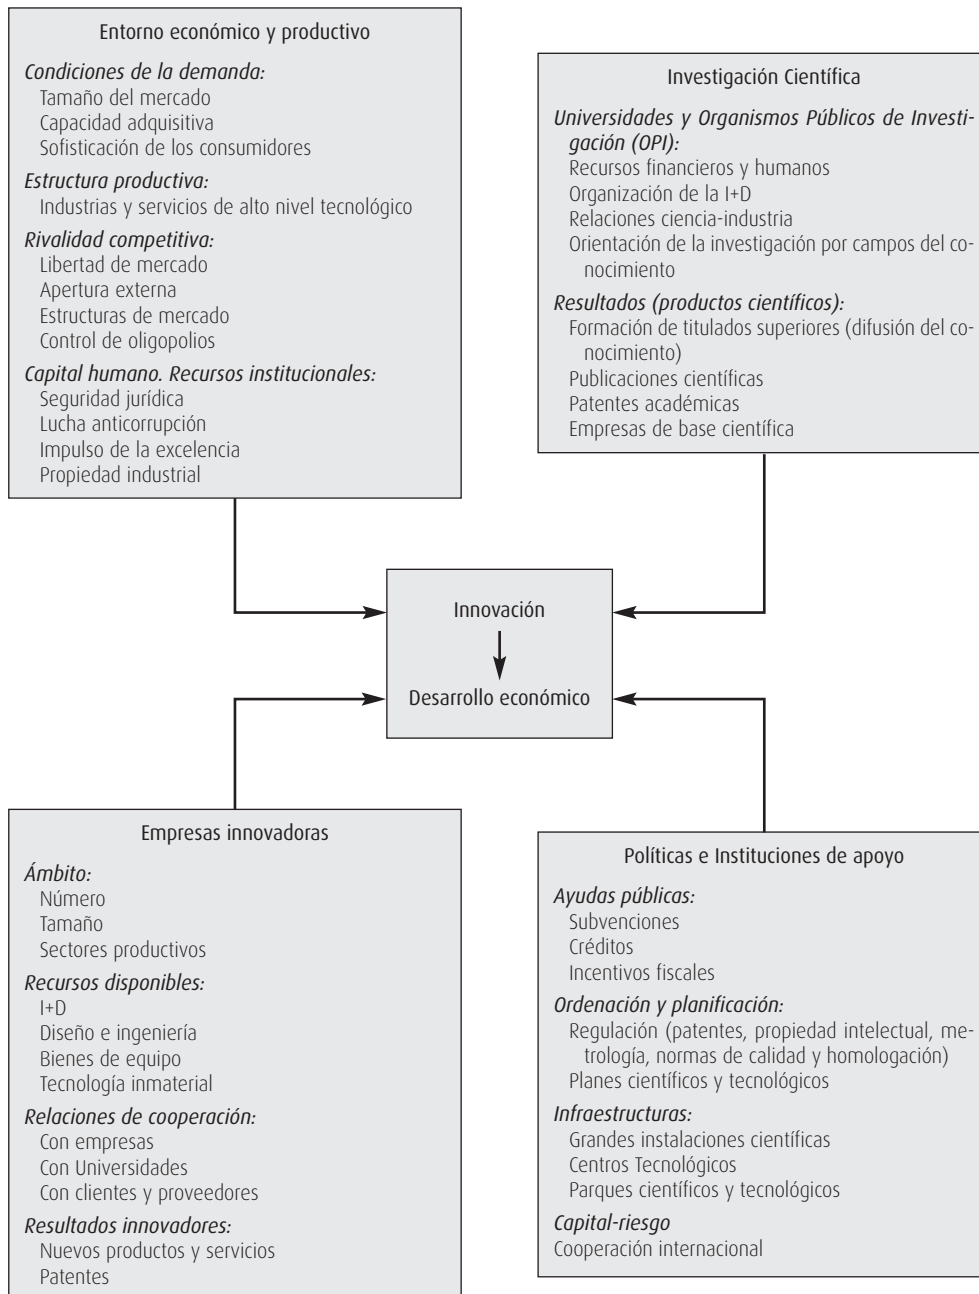 Entorno económico y productivo
Condiciones de la demanda:
Tamaño del mercado
Capacidad adquisitiva
Sofisticación de los consumidores
Estructura productiva:
Industrias y servicios de alto nivel tecnológico
Rivalidad competitiva:
Libertad de mercado
Apertura externa
Estructuras de mercado
Control de oligopolios
Capital humano. Recursos institucionales:
Seguridad jurídica
Lucha anticorrupción
Impulso de la excelencia
Propiedad industrial
Investigación Científica
Universidades y Organismos Públicos de Investi-
gación (OPI):
Recursos financieros y humanos
Organización de la I+D
Relaciones ciencia-industria
Orientación de la investigación por campos del co-
nocimiento
Resultados (productos científicos):
Formación de titulados superiores (difusión del co-
nocimiento)
Publicaciones científicas
Patentes académicas
Empresas de base científica
Innovación
Desarrollo económico
Empresas innovadoras
Ámbito:
Número
Tamaño
Sectores productivos
Recursos disponibles:
I+D
Diseño e ingeniería
Bienes de equipo
Tecnología inmaterial
Relaciones de cooperación:
Con empresas
Con Universidades
Con clientes y proveedores
Resultados innovadores:
Nuevos productos y servicios
Patentes
Políticas e Instituciones de apoyo
Ayudas públicas:
Subvenciones
Créditos
Incentivos fiscales
Ordenación y planificación:
Regulación (patentes, propiedad intelectual, me-
trología, normas de calidad y homologación)
Planes científicos y tecnológicos
Infraestructuras:
Grandes instalaciones científicas
Centros Tecnológicos
Parques científicos y tecnológicos
Capital-riesgo
Cooperación internacional